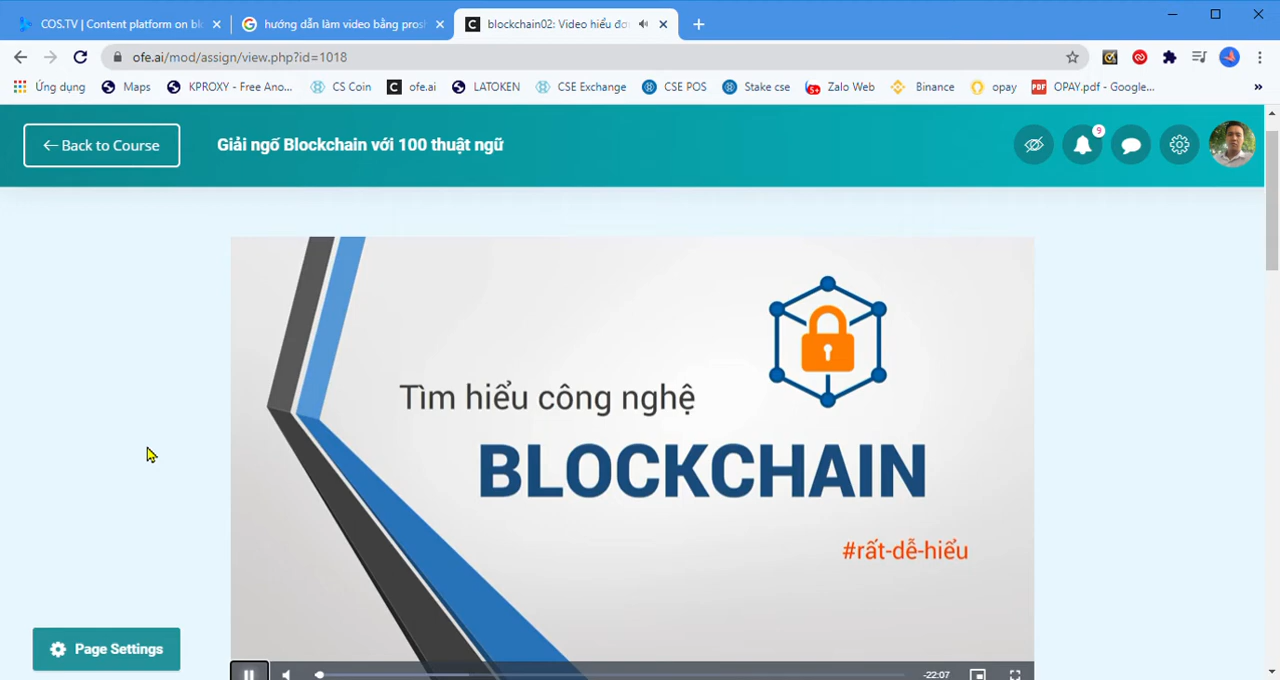 COS.TV | Content platform on bl
hướng dẫn làm video bằng prosh
blockchain02: Video hiểu đơ
ofe.ai/mod/assign/view.php?id=1018
Ứng dụng
Maps
KPROXY - Free Ano...
CS Coin
ofe.ai
LATOKEN
CSE Exchange
CSE POS
Stake cse
Zalo Web
Binance
opay
OPAY.pdf - Google...
Back to Course
Giải ngố Blockchain với 100 thuật ngữ
9
Tìm hiểu công nghệ
BLOCKCHAIN
#rất-dễ-hiểu
Page Settings
-22:07